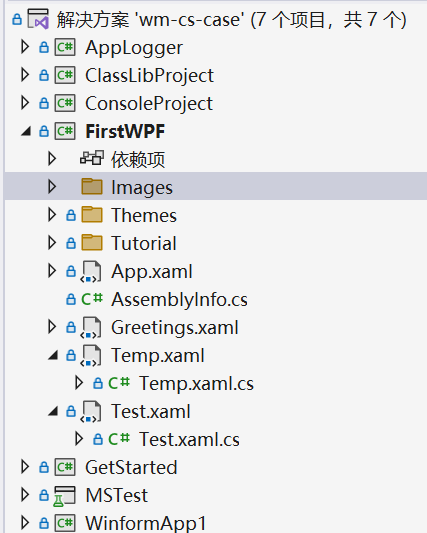 解决方案 'wm-cs-case' (7 个项目，共 7 个)
C# AppLogger
C# ClassLibProject
C# ConsoleProject
C# FirstWPF
依赖项
Images
Themes
Tutorial
App.xaml
C# AssemblyInfo.cs
Greetings.xaml
Temp.xaml
C# Temp.xaml.cs
Test.xaml
C# Test.xaml.cs
C# GetStarted
MSTest
C# WinformApp1